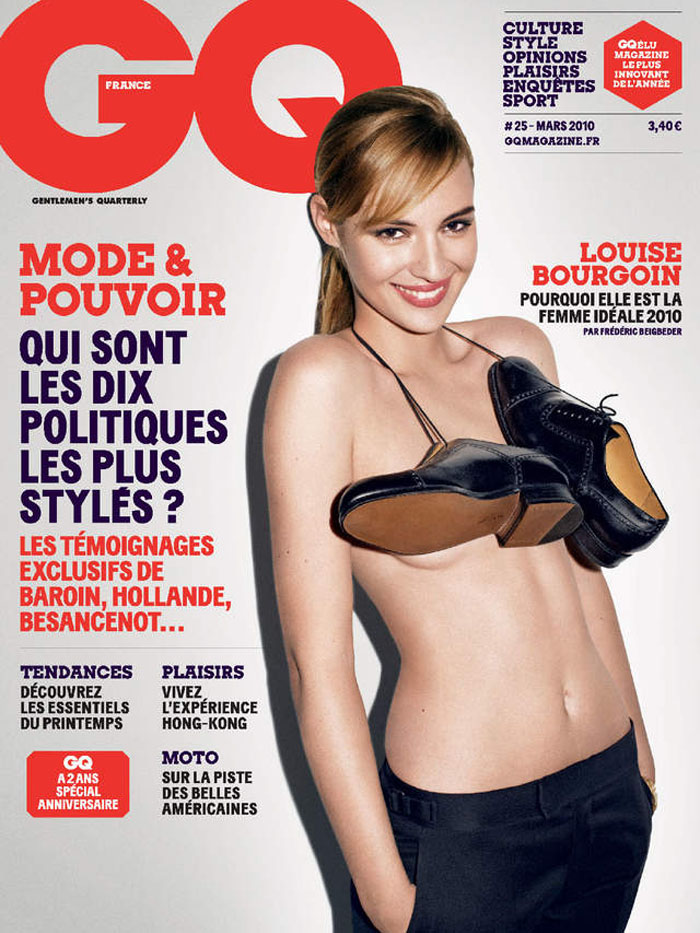 GQ
FRANCE
GENTLEMEN'S QUARTERLY
CULTURE
STYLE
OPINIONS
PLAISIRS
ENQUÊTES
SPORT
GQ ÉLU
MAGAZINE
LE PLUS
INNOVANT
DE L'ANNÉE
#25 – MARS 2010 3,40 €
GQMAGAZINE.FR
MODE &
POUVOIR
QUI SONT
LES DIX
POLITIQUES
LES PLUS
STYLÉS ?
LES TÉMOIGNAGES
EXCLUSIFS DE
BAROIN, HOLLANDE,
BESANCENOT...
LOUISE
BOURGOIN
POURQUOI ELLE EST LA
FEMME IDÉALE 2010
PAR FRÉDÉRIC BEIGBEDER
TENDANCES
DÉCOUVREZ
LES ESSENTIELS
DU PRINTEMPS
PLAISIRS
VIVEZ
L'EXPÉRIENCE
HONG-KONG
GQ
A 2 ANS
SPÉCIAL
ANNIVERSAIRE
MOTO
SUR LA PISTE
DES BELLES
AMÉRICAINES